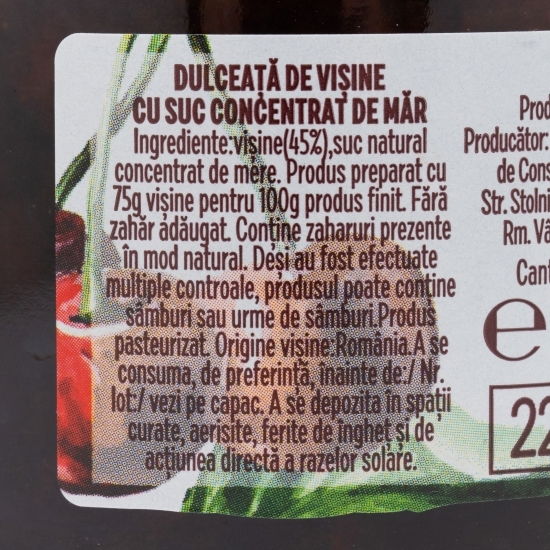 DULCEAȚĂ DE VIȘINE
CU SUC CONCENTRAT DE MĂR
Ingrediente:vișine(45%),suc natural
concentrat de mere. Produs preparat cu
75g vișine pentru 100g produs finit. Fără
zahăr adăugat. Conține zaharuri prezente
în mod natural. Deși au fost efectuate
multiple controale, produsul poate conține
sâmburi sau urme de sâmburi.Produs
pasteurizat. Origine vișine:România.A se
consuma, de preferință, înainte de:/ Nr.
lot:/ vezi pe capac. A se depozita în spații
curate, aerisite, ferite de îngheț și de
acțiunea directă a razelor solare.
Prod
Producător:
de Cons
Str. Stolni
Rm. Vâ
Cant
e
22